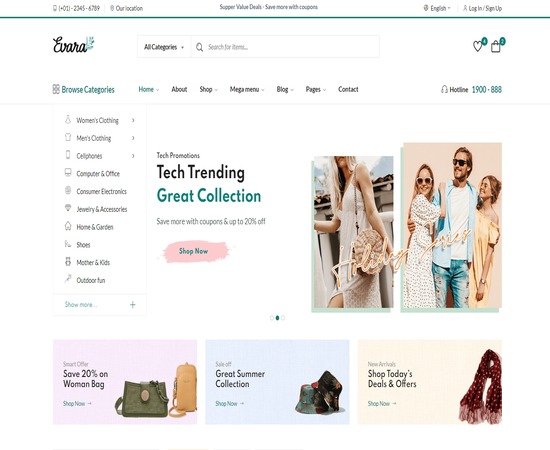 (+01) - 2345 - 6789
Our location
Supper Value Deals - Save more with coupons
English
Log In / Sign Up
Evara
All Categories
Search for items...
4
2
Browse Categories
Home
About
Shop
Mega menu
Blog
Pages
Contact
Hotline 1900 - 888
Women's Clothing
Men's Clothing
Cellphones
Computer & Office
Consumer Electronics
Jewelry & Accessories
Home & Garden
Shoes
Mother & Kids
Outdoor fun
Show more ...
Tech Promotions
Tech Trending
Great Collection
Save more with coupons & up to 20% off
Shop Now
Holiday Series
Smart Offer
Save 20% on
Woman Bag
Shop Now
Sale off
Great Summer
Collection
Shop Now
New Arrivals
Shop Today's
Deals & Offers
Shop Now